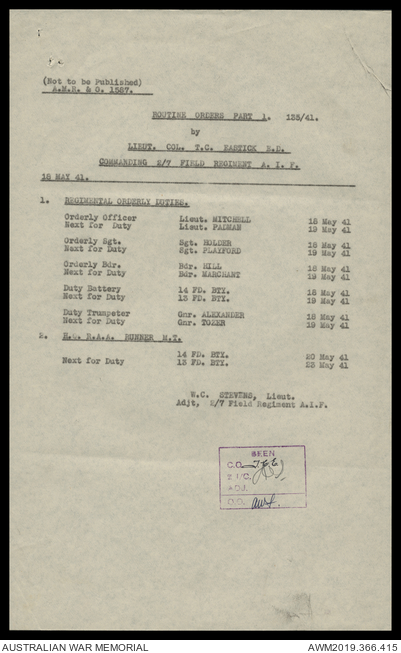 (Not to be Published)
A.M.R. & O. 1587.
ROUTINE ORDERS PART 1. 135/41.
by
LIEUT. COL. T.C. EASTICK E.D.
COMMANDING 2/7 FIELD REGIMENT A. I. F.
18 MAY 41.
1. REGIMENTAL ORDERLY DUTIES.
Orderly Officer Lieut. MITCHELL 18 May 41
Next for Duty Lieut. PADMAN 19 May 41
Orderly Sgt. Sgt. HOLDER 18 May 41
Next for Duty Sgt. PLAYFORD 19 May 41
Orderly Bdr. Bdr. HILL 18 May 41
Next for Duty Bdr. MARCHANT 19 May 41
Duty Battery 14 FD. BTY. 18 May 41
Next for Duty 13 FD. BTY. 19 May 41
Duty Trumpeter Gnr. ALEXANDER 18 May 41
Next for Duty Gnr. TOZER 19 May 41
2. H.Q. R.A.A. RUNNER M.T.
14 FD. BTY. 20 May 41
Next for Duty 13 FD. BTY. 23 May 41
W.C. STEVENS, Lieut.
Adjt, 2/7 Field Regiment A.I.F.
SEEN
C.O.
2 I/C.
ADJ.
O.O.
AUSTRALIAN WAR MEMORIAL AWM2019.366.415